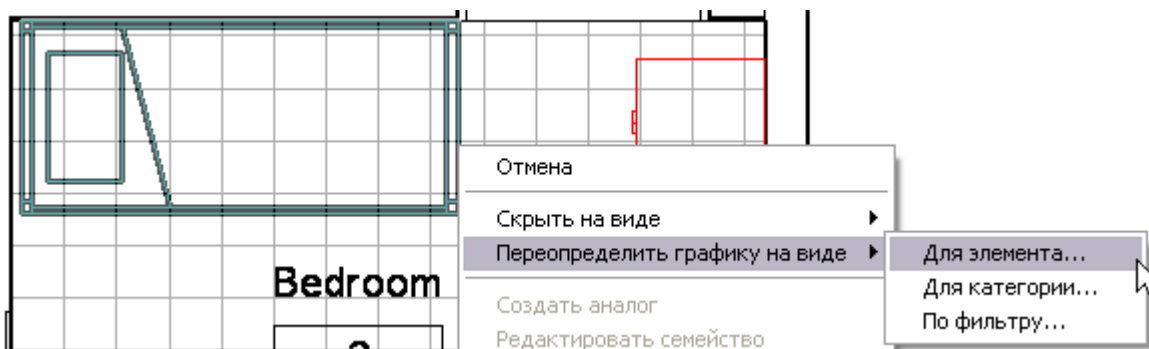 Отмена
Скрыть на виде
Переопределить графику на виде
Для элемента...
Для категории...
По фильтру...
Bedroom
Создать аналог
Редактировать семейство